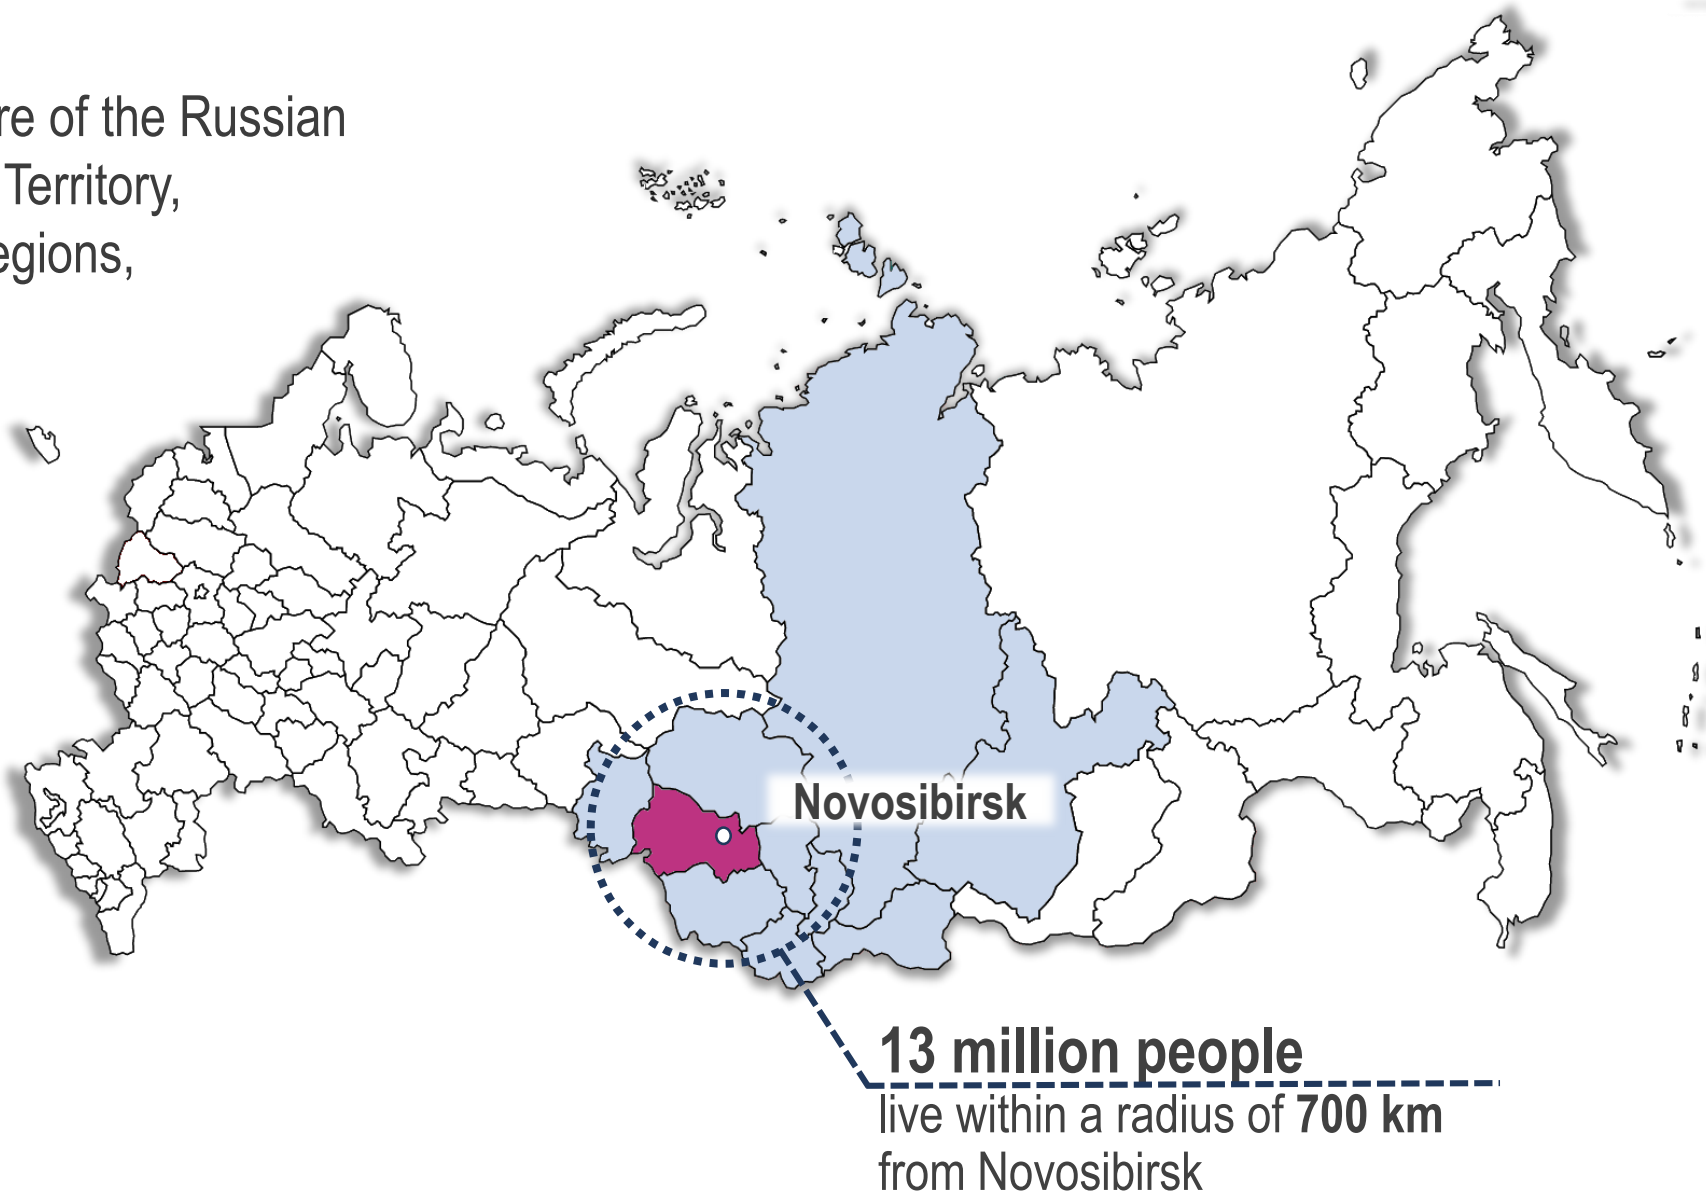 re of the Russian
Territory,
egions,
Novosibirsk
13 million people
live within a radius of 700 km
from Novosibirsk